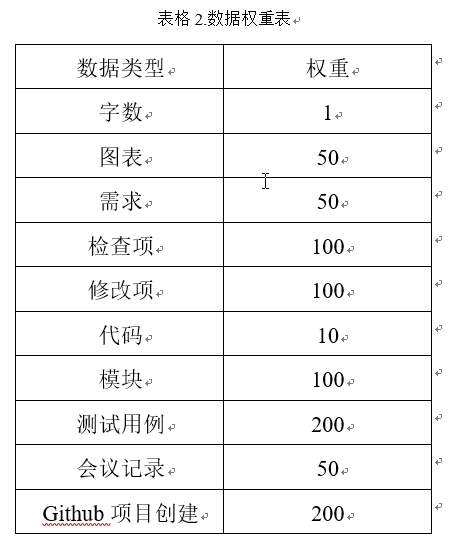 表格 2.数据权重表
数据类型 权重
字数 1
图表 50
需求 50
检查项 100
修改项 100
代码 10
模块 100
测试用例 200
会议记录 50
Github 项目创建 200